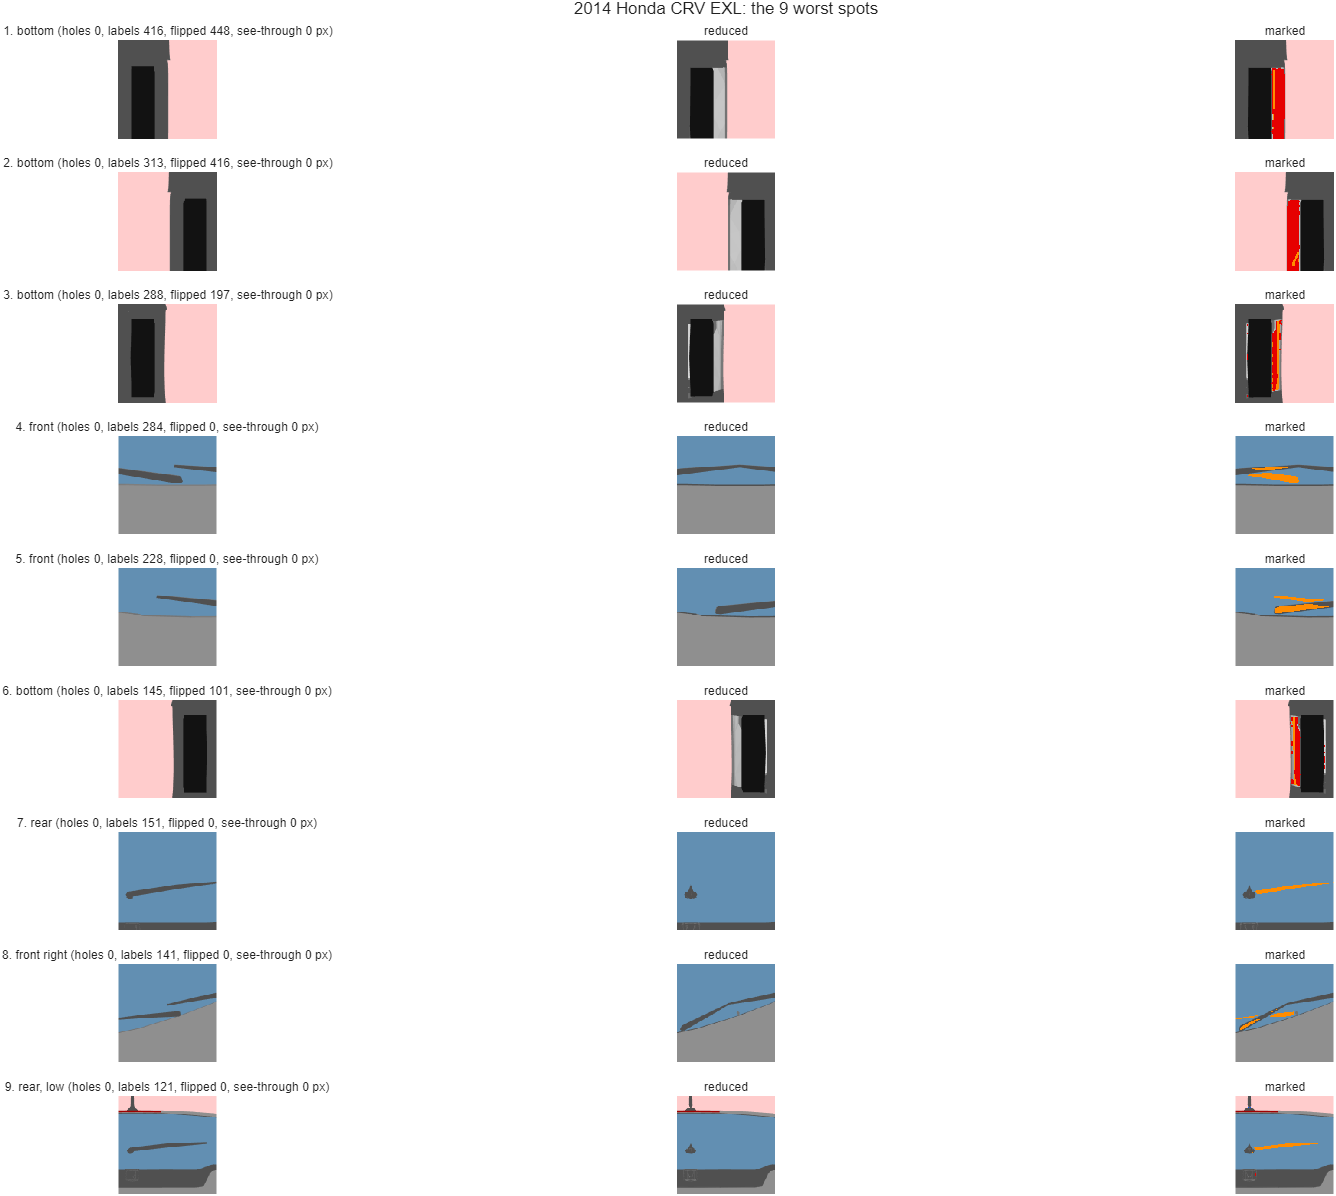 2014 Honda CRV EXL: the 9 worst spots
1. bottom (holes 0, labels 416, flipped 448, see-through 0 px)
reduced
marked
2. bottom (holes 0, labels 313, flipped 416, see-through 0 px)
reduced
marked
3. bottom (holes 0, labels 288, flipped 197, see-through 0 px)
reduced
marked
4. front (holes 0, labels 284, flipped 0, see-through 0 px)
reduced
marked
5. front (holes 0, labels 228, flipped 0, see-through 0 px)
reduced
marked
6. bottom (holes 0, labels 145, flipped 101, see-through 0 px)
reduced
marked
7. rear (holes 0, labels 151, flipped 0, see-through 0 px)
reduced
marked
8. front right (holes 0, labels 141, flipped 0, see-through 0 px)
reduced
marked
9. rear, low (holes 0, labels 121, flipped 0, see-through 0 px)
reduced
marked